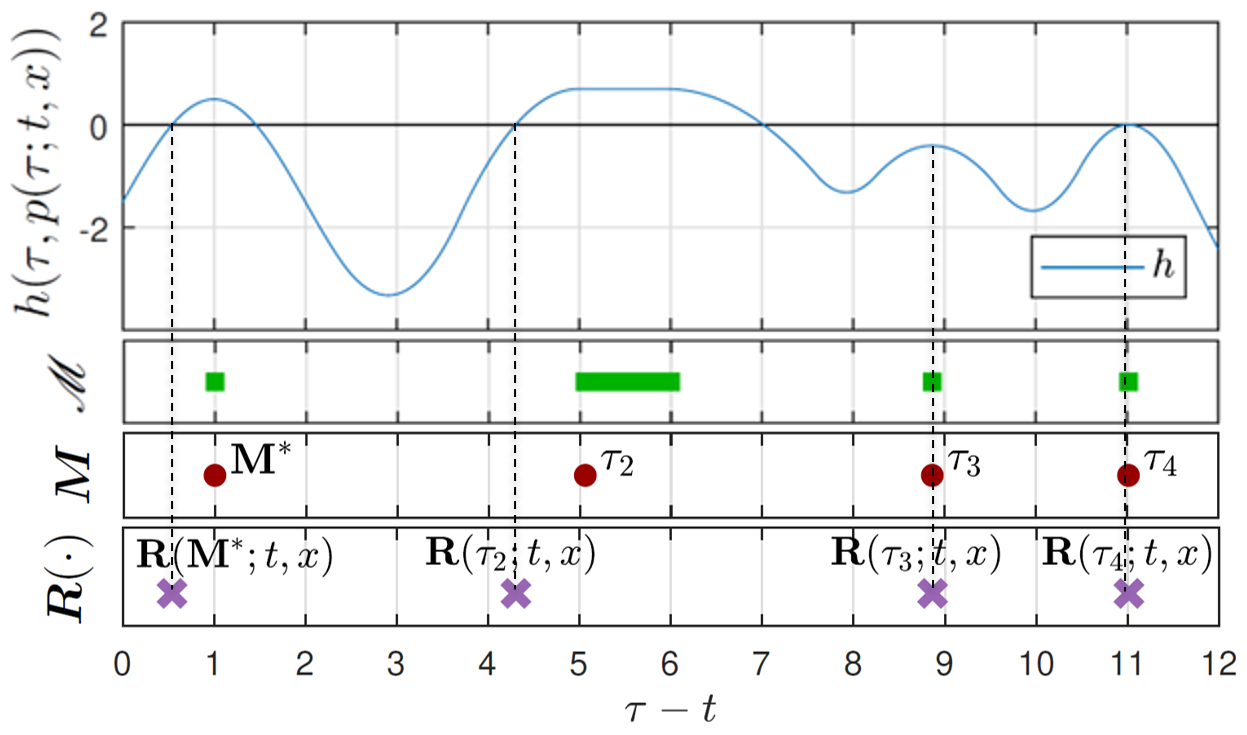 h(τ, p(τ; t, x))
2
0
-2
h
ℳ
M
M* τ₂ τ₃ τ₄
R(·)
R(M*; t, x) R(τ₂; t, x) R(τ₃; t, x) R(τ₄; t, x)
0 1 2 3 4 5 6 7 8 9 10 11 12
τ − t